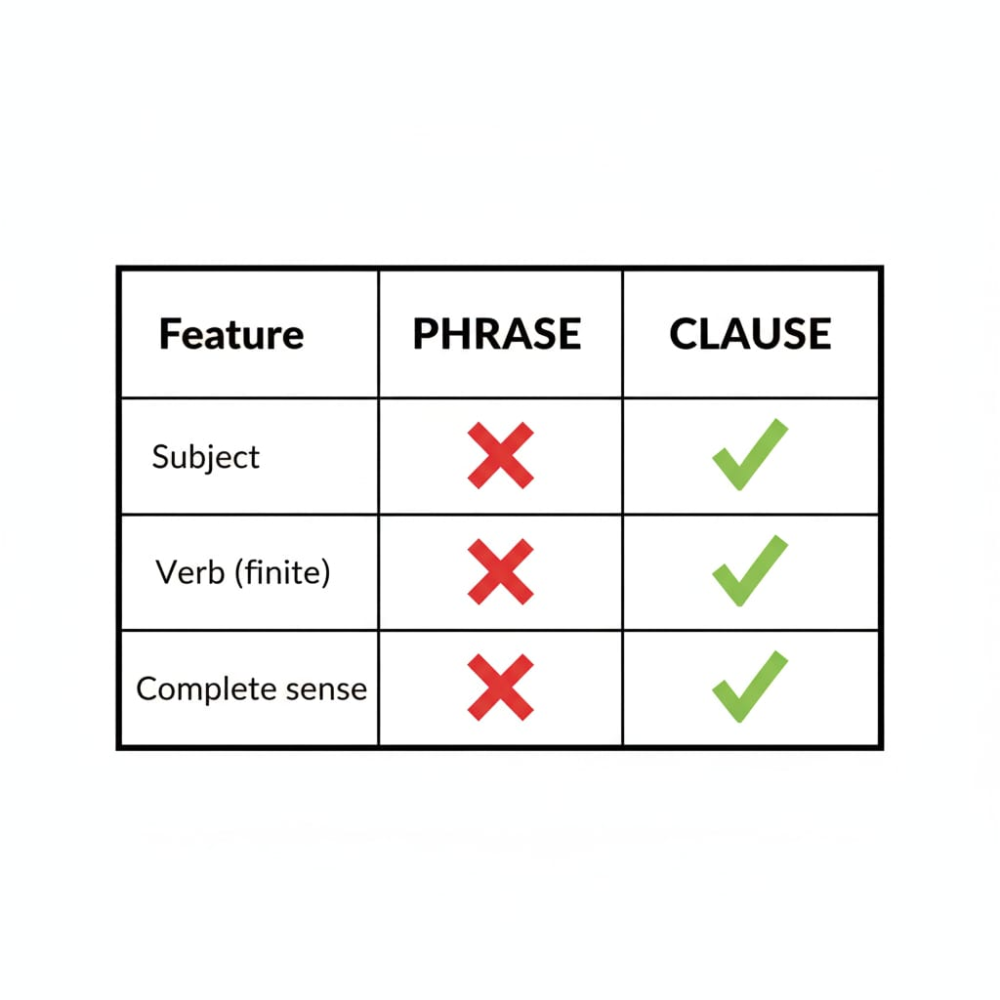 Feature PHRASE CLAUSE
Subject
Verb (finite)
Complete sense